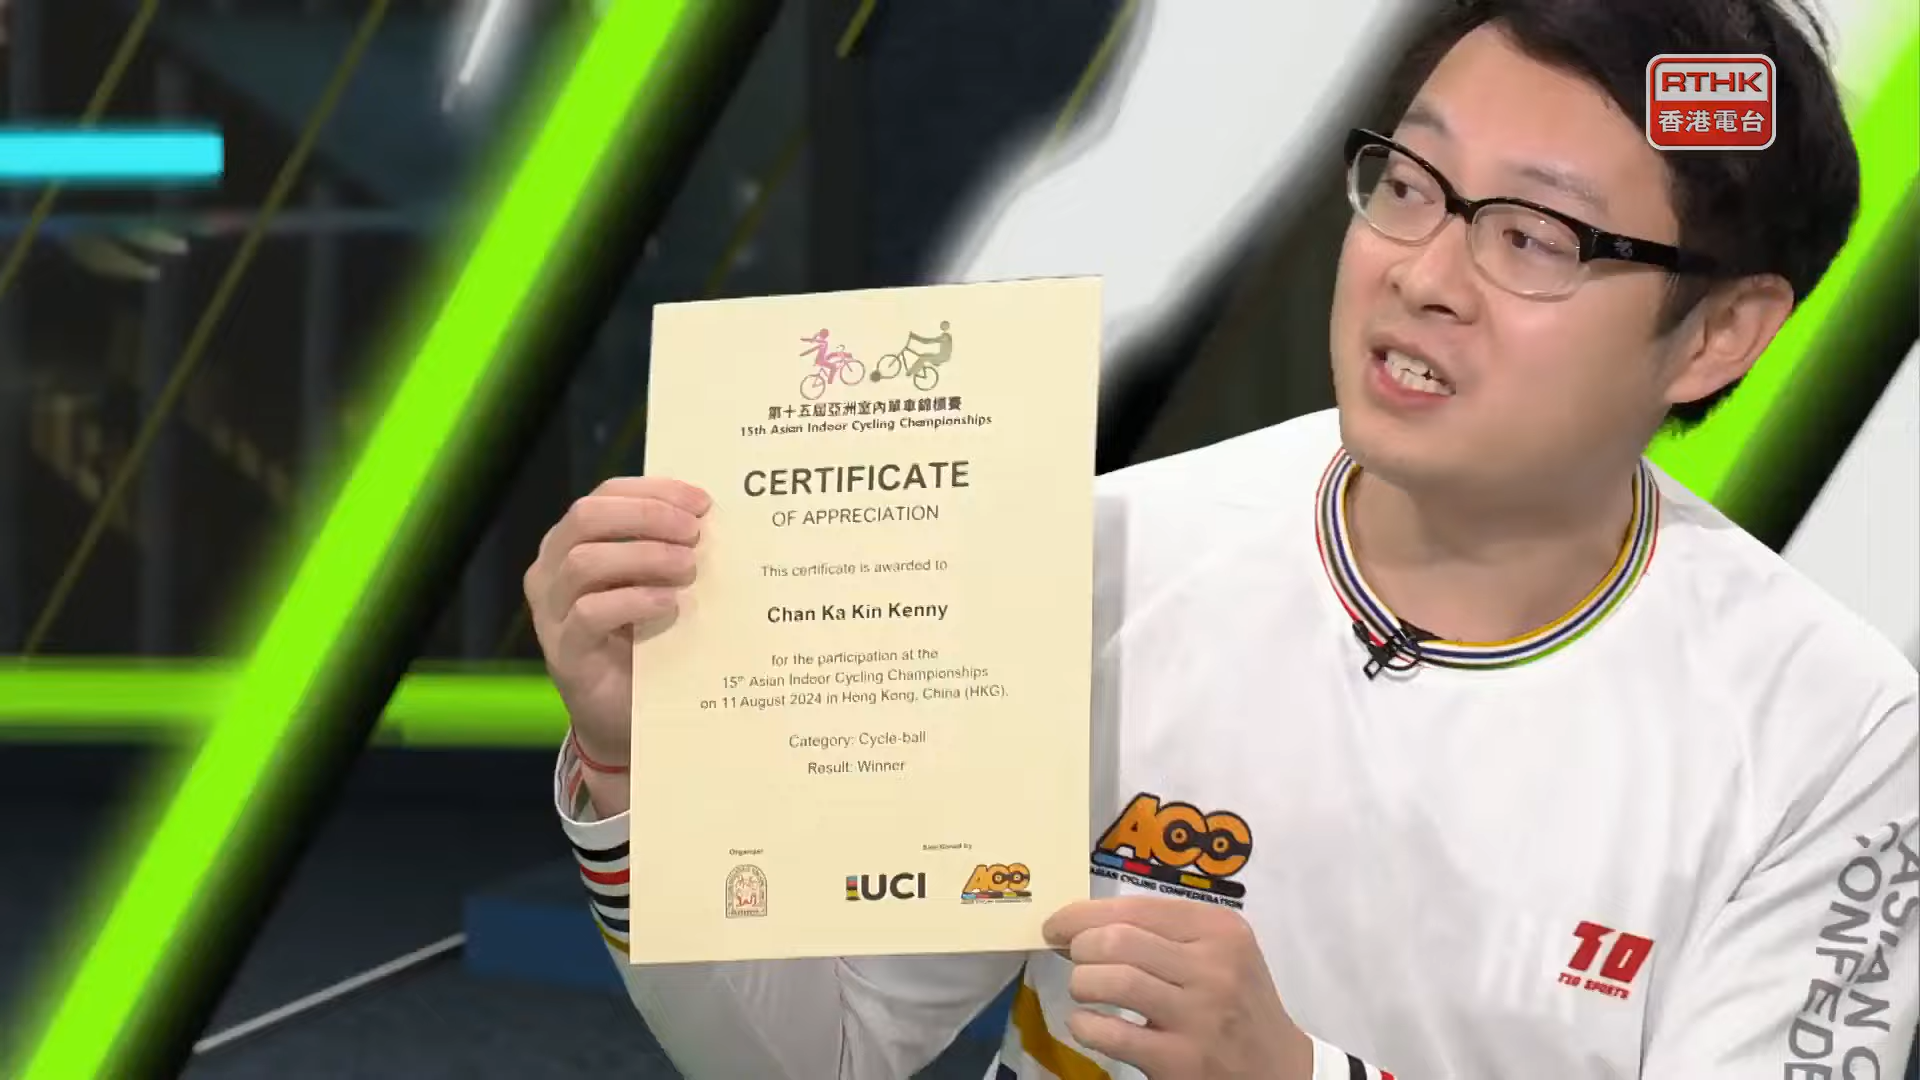 RTHK
香港電台
第十五屆亞洲室內單車錦標賽
15th Asian Indoor Cycling Championships
CERTIFICATE
OF APPRECIATION
This certificate is awarded to
Chan Ka Kin Kenny
for the participation at the
15th Asian Indoor Cycling Championships
on 11 August 2024 in Hong Kong, China (HKG).
Category: Cycle-ball
Result: Winner
Organiser
Sanctioned by
UCI
ACC
ACC
ASIAN CYCLING CONFEDERATION
T10
T10 SPORTS
ASIAN C
CONFEDE